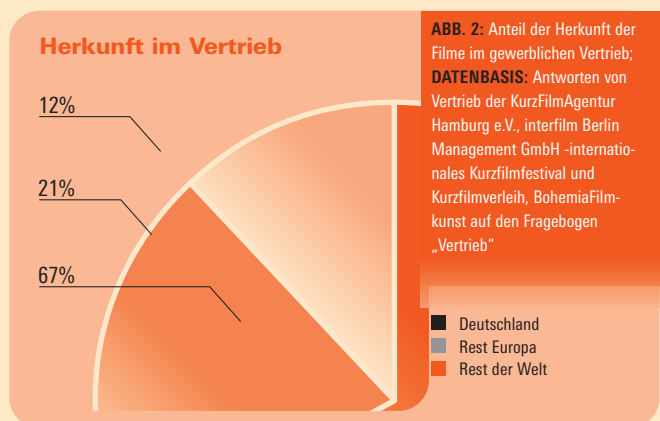 Herkunft im Vertrieb
12%
21%
67%
ABB. 2: Anteil der Herkunft der
Filme im gewerblichen Vertrieb;
DATENBASIS: Antworten von
Vertrieb der KurzFilmAgentur
Hamburg e.V., interfilm Berlin
Management GmbH -internatio-
nales Kurzfilmfestival und
Kurzfilmverleih, BohemiaFilm-
kunst auf den Fragebogen
„Vertrieb“
Deutschland
Rest Europa
Rest der Welt